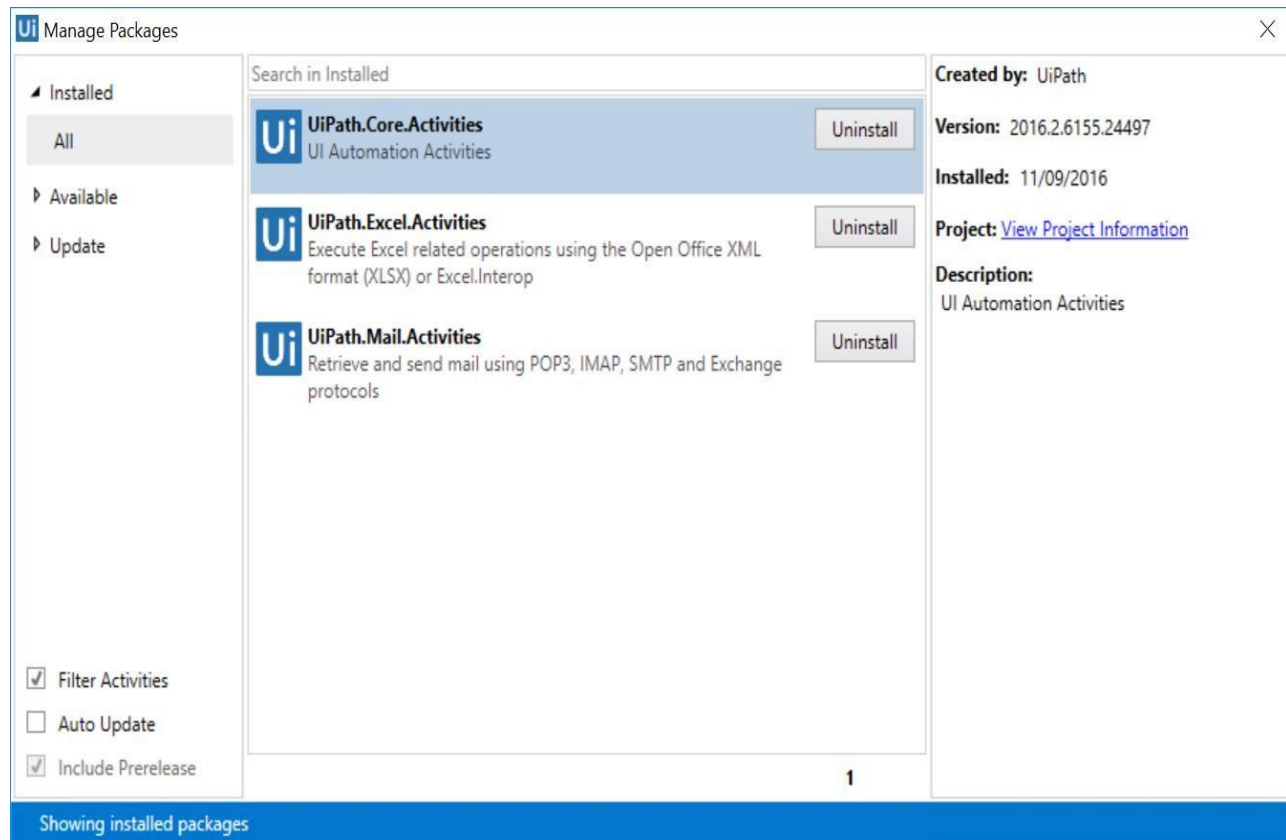 Ui Manage Packages
Installed
All
Available
Update
Filter Activities
Auto Update
Include Prerelease
Search in Installed
Ui UiPath.Core.Activities
UI Automation Activities
Uninstall
Ui UiPath.Excel.Activities
Execute Excel related operations using the Open Office XML
format (XLSX) or Excel.Interop
Uninstall
Ui UiPath.Mail.Activities
Retrieve and send mail using POP3, IMAP, SMTP and Exchange
protocols
Uninstall
1
Created by: UiPath
Version: 2016.2.6155.24497
Installed: 11/09/2016
Project: View Project Information
Description:
UI Automation Activities
Showing installed packages